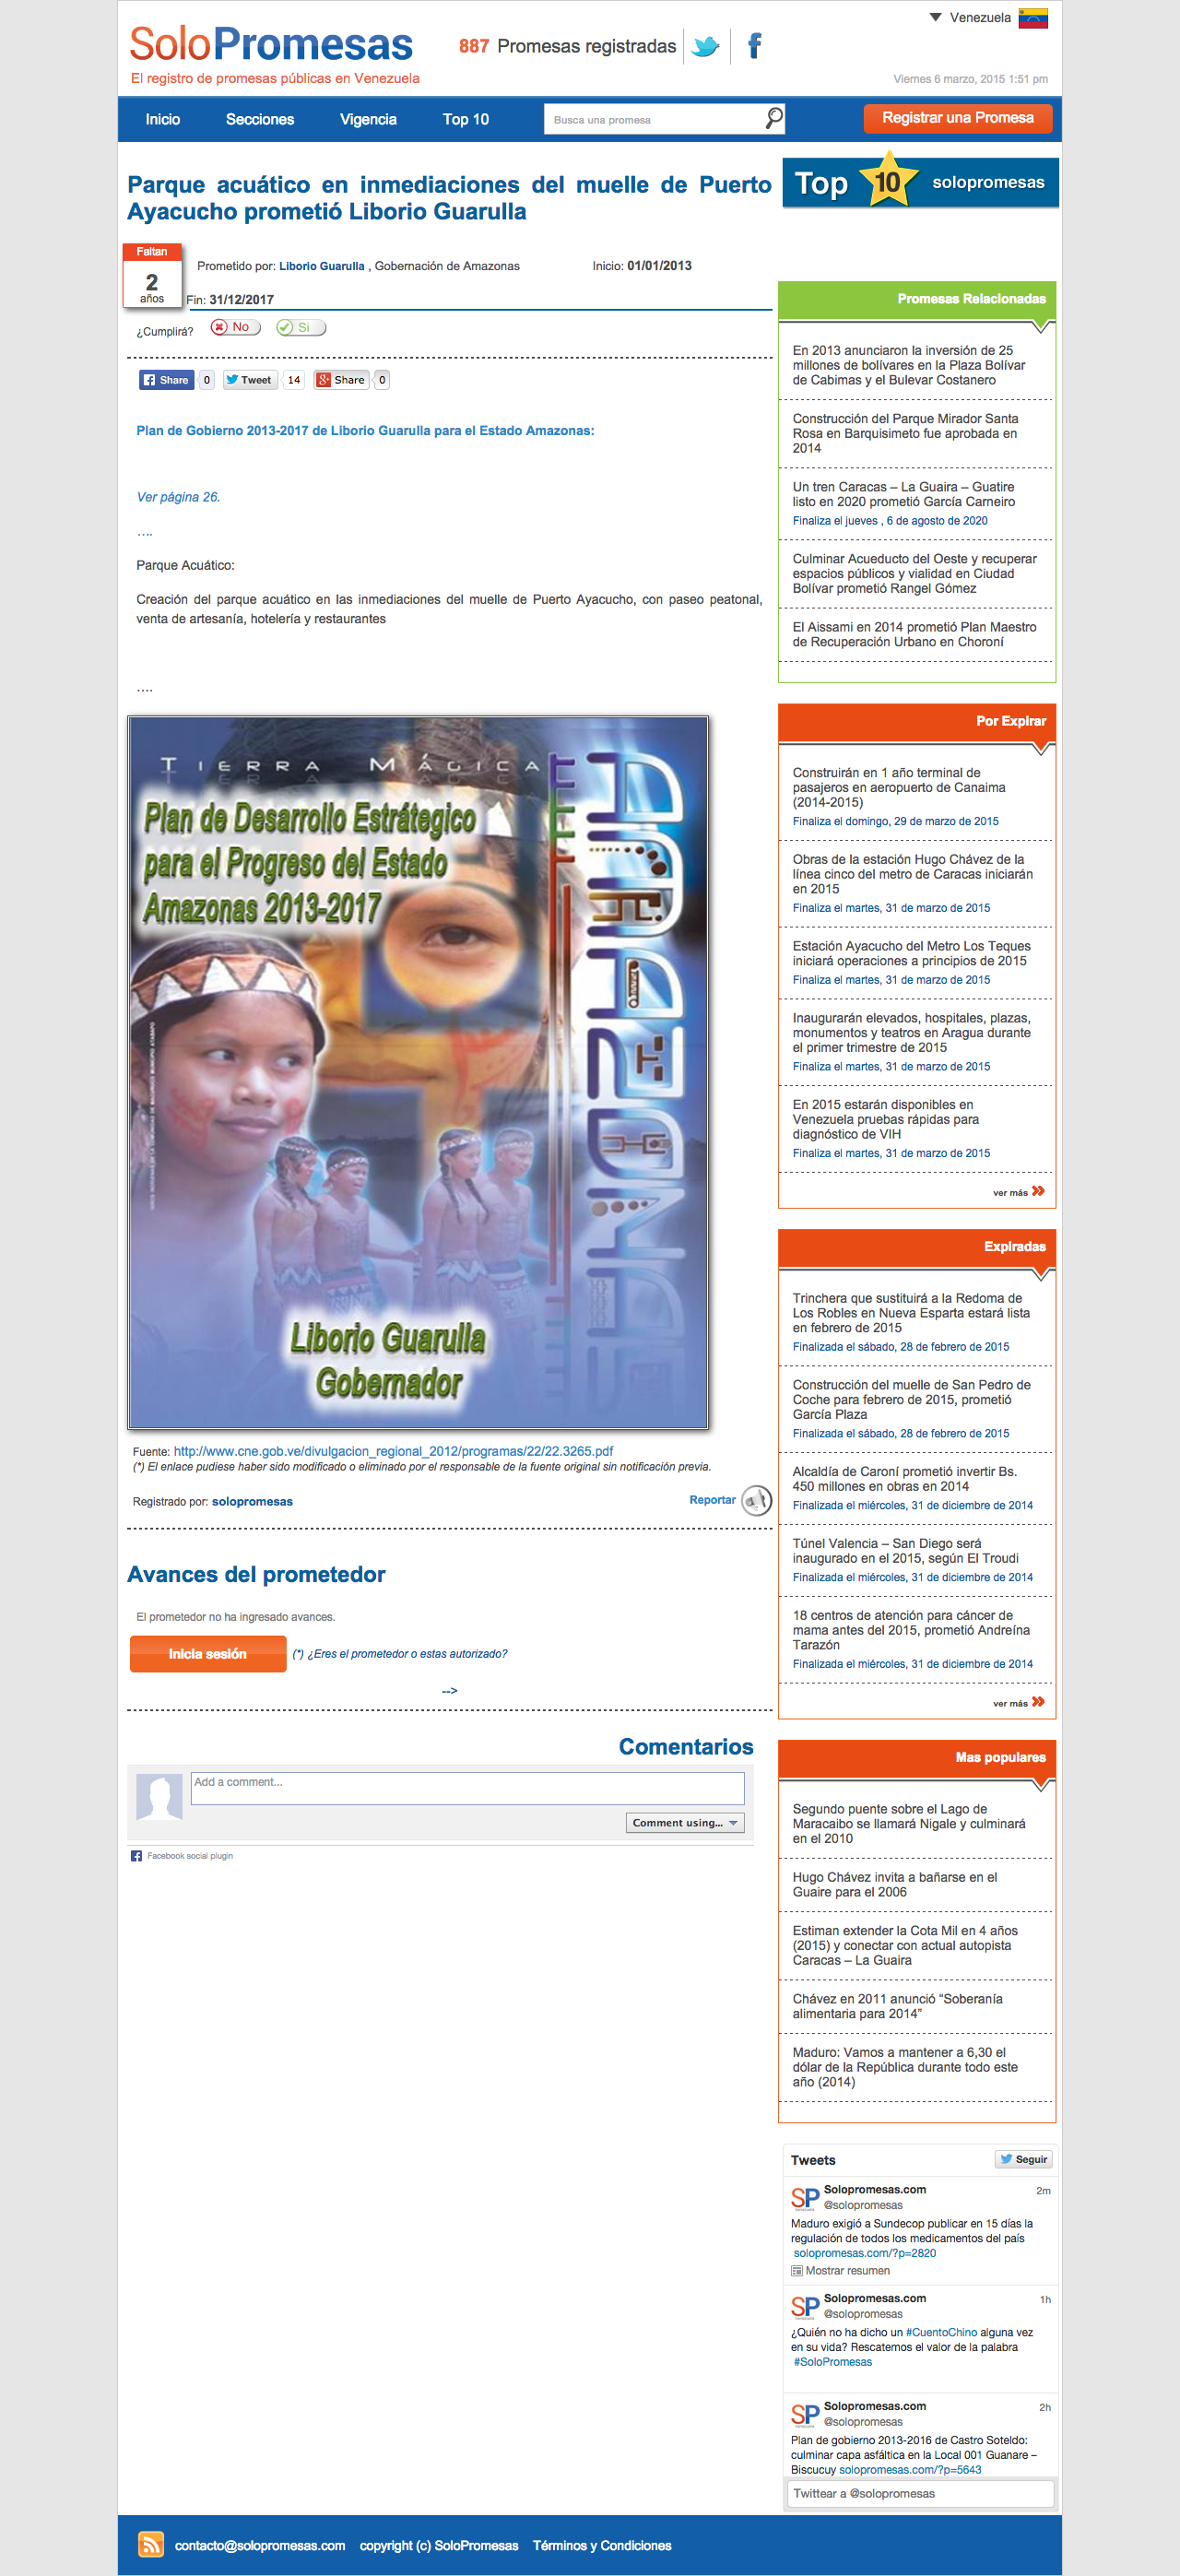 Venezuela
SoloPromesas
887 Promesas registradas
El registro de promesas públicas en Venezuela
Viernes 6 marzo, 2015 1:51 pm
Inicio Secciones Vigencia Top 10 Busca una promesa Registrar una Promesa
Parque acuático en inmediaciones del muelle de Puerto
Ayacucho prometió Liborio Guarulla
Faltan
2
años
Prometido por: Liborio Guarulla , Gobernación de Amazonas Inicio: 01/01/2013
Fin: 31/12/2017
¿Cumplirá? No Si
Share 0 Tweet 14 Share 0
Plan de Gobierno 2013-2017 de Liborio Guarulla para el Estado Amazonas:
Ver página 26.
....
Parque Acuático:
Creación del parque acuático en las inmediaciones del muelle de Puerto Ayacucho, con paseo peatonal,
venta de artesanía, hotelería y restaurantes
....
TIERRA MÁGICA
Plan de Desarrollo Estrátegico
para el Progreso del Estado
Amazonas 2013-2017
AMAZONAS
Liborio Guarulla
Gobernador
Fuente: http://www.cne.gob.ve/divulgacion_regional_2012/programas/22/22.3265.pdf
(*) El enlace pudiese haber sido modificado o eliminado por el responsable de la fuente original sin notificación previa.
Registrado por: solopromesas Reportar
Avances del prometedor
El prometedor no ha ingresado avances.
Inicia sesión (*) ¿Eres el prometedor o estas autorizado?
-->
Comentarios
Add a comment...
Comment using...
Facebook social plugin
Top 10 solopromesas
Promesas Relacionadas
En 2013 anunciaron la inversión de 25
millones de bolívares en la Plaza Bolívar
de Cabimas y el Bulevar Costanero
Construcción del Parque Mirador Santa
Rosa en Barquisimeto fue aprobada en
2014
Un tren Caracas – La Guaira – Guatire
listo en 2020 prometió García Carneiro
Finaliza el jueves , 6 de agosto de 2020
Culminar Acueducto del Oeste y recuperar
espacios públicos y vialidad en Ciudad
Bolívar prometió Rangel Gómez
El Aissami en 2014 prometió Plan Maestro
de Recuperación Urbano en Choroní
Por Expirar
Construirán en 1 año terminal de
pasajeros en aeropuerto de Canaima
(2014-2015)
Finaliza el domingo, 29 de marzo de 2015
Obras de la estación Hugo Chávez de la
línea cinco del metro de Caracas iniciarán
en 2015
Finaliza el martes, 31 de marzo de 2015
Estación Ayacucho del Metro Los Teques
iniciará operaciones a principios de 2015
Finaliza el martes, 31 de marzo de 2015
Inaugurarán elevados, hospitales, plazas,
monumentos y teatros en Aragua durante
el primer trimestre de 2015
Finaliza el martes, 31 de marzo de 2015
En 2015 estarán disponibles en
Venezuela pruebas rápidas para
diagnóstico de VIH
Finaliza el martes, 31 de marzo de 2015
ver más
Expiradas
Trinchera que sustituirá a la Redoma de
Los Robles en Nueva Esparta estará lista
en febrero de 2015
Finalizada el sábado, 28 de febrero de 2015
Construcción del muelle de San Pedro de
Coche para febrero de 2015, prometió
García Plaza
Finalizada el sábado, 28 de febrero de 2015
Alcaldía de Caroní prometió invertir Bs.
450 millones en obras en 2014
Finalizada el miércoles, 31 de diciembre de 2014
Túnel Valencia – San Diego será
inaugurado en el 2015, según El Troudi
Finalizada el miércoles, 31 de diciembre de 2014
18 centros de atención para cáncer de
mama antes del 2015, prometió Andreína
Tarazón
Finalizada el miércoles, 31 de diciembre de 2014
ver más
Mas populares
Segundo puente sobre el Lago de
Maracaibo se llamará Nigale y culminará
en el 2010
Hugo Chávez invita a bañarse en el
Guaire para el 2006
Estiman extender la Cota Mil en 4 años
(2015) y conectar con actual autopista
Caracas – La Guaira
Chávez en 2011 anunció “Soberanía
alimentaria para 2014”
Maduro: Vamos a mantener a 6,30 el
dólar de la República durante todo este
año (2014)
Tweets Seguir
SP Solopromesas.com 2m
@solopromesas
Maduro exigió a Sundecop publicar en 15 días la
regulación de todos los medicamentos del país
solopromesas.com/?p=2820
Mostrar resumen
SP Solopromesas.com 1h
@solopromesas
¿Quién no ha dicho un #CuentoChino alguna vez
en su vida? Rescatemos el valor de la palabra
#SoloPromesas
SP Solopromesas.com 2h
@solopromesas
Plan de gobierno 2013-2016 de Castro Soteldo:
culminar capa asfáltica en la Local 001 Guanare –
Biscucuy solopromesas.com/?p=5643
Twittear a @solopromesas
contacto@solopromesas.com copyright (c) SoloPromesas Términos y Condiciones